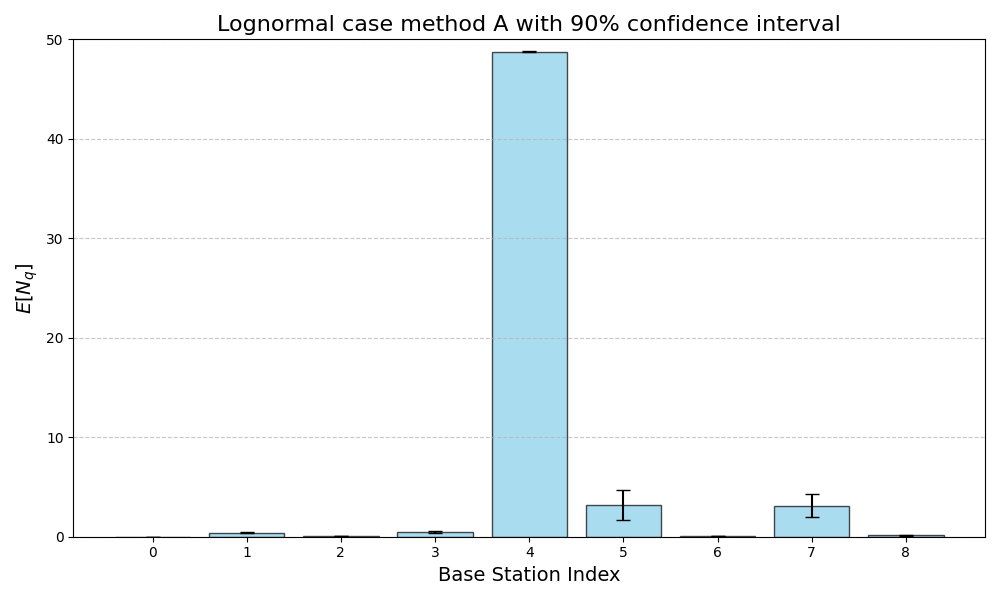 Lognormal case method A with 90% confidence interval
E[N_q]
50
40
30
20
10
0
0 1 2 3 4 5 6 7 8
Base Station Index